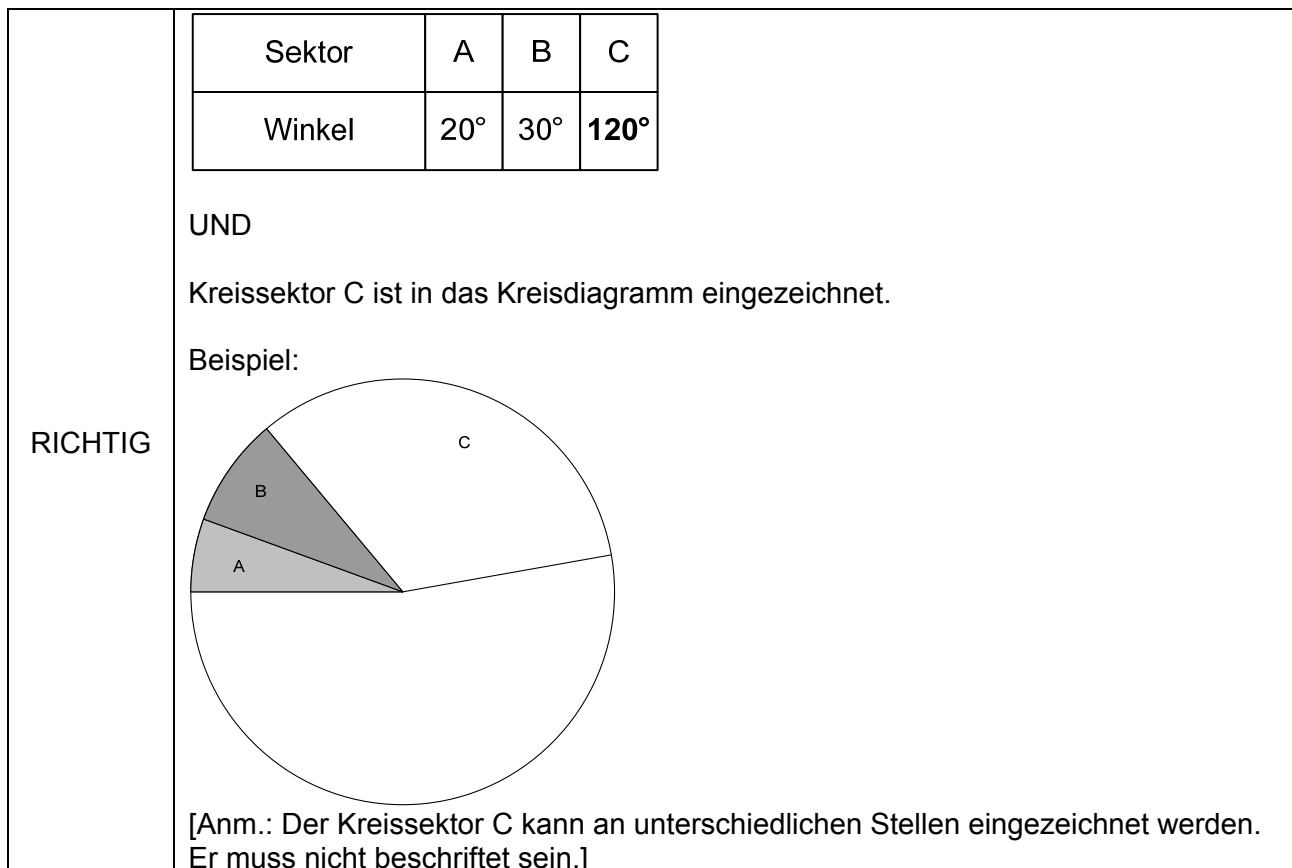 RICHTIG
Sektor A B C
Winkel 20° 30° 120°
UND
Kreissektor C ist in das Kreisdiagramm eingezeichnet.
Beispiel:
C
B
A
[Anm.: Der Kreissektor C kann an unterschiedlichen Stellen eingezeichnet werden.
Er muss nicht beschriftet sein.]